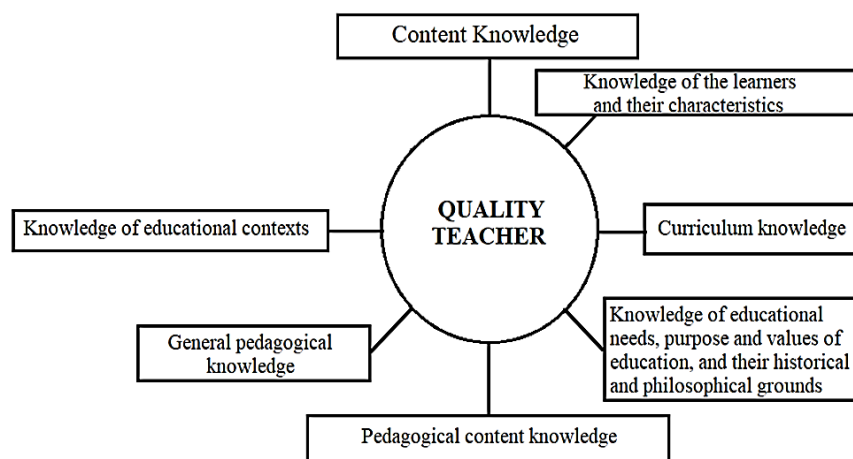 Content Knowledge
Knowledge of the learners
and their characteristics
QUALITY
TEACHER
Knowledge of educational contexts
Curriculum knowledge
Knowledge of educational
needs, purpose and values of
education, and their historical
and philosophical grounds
General pedagogical
knowledge
Pedagogical content knowledge